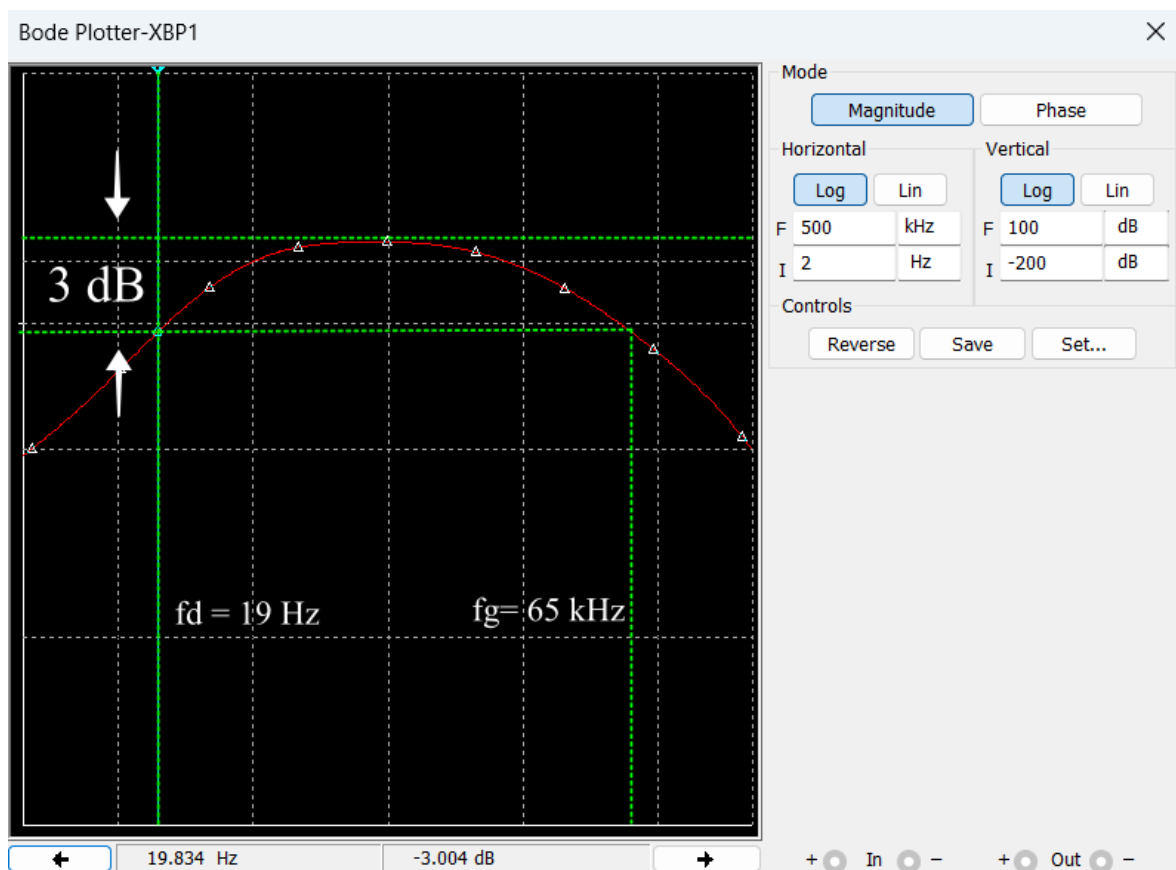 Bode Plotter-XBP1
Mode
Magnitude Phase
Horizontal Vertical
Log Lin Log Lin
F 500 kHz F 100 dB
I 2 Hz I -200 dB
Controls
Reverse Save Set...
3 dB
fd = 19 Hz
fg= 65 kHz
19.834 Hz -3.004 dB
+ In - + Out -